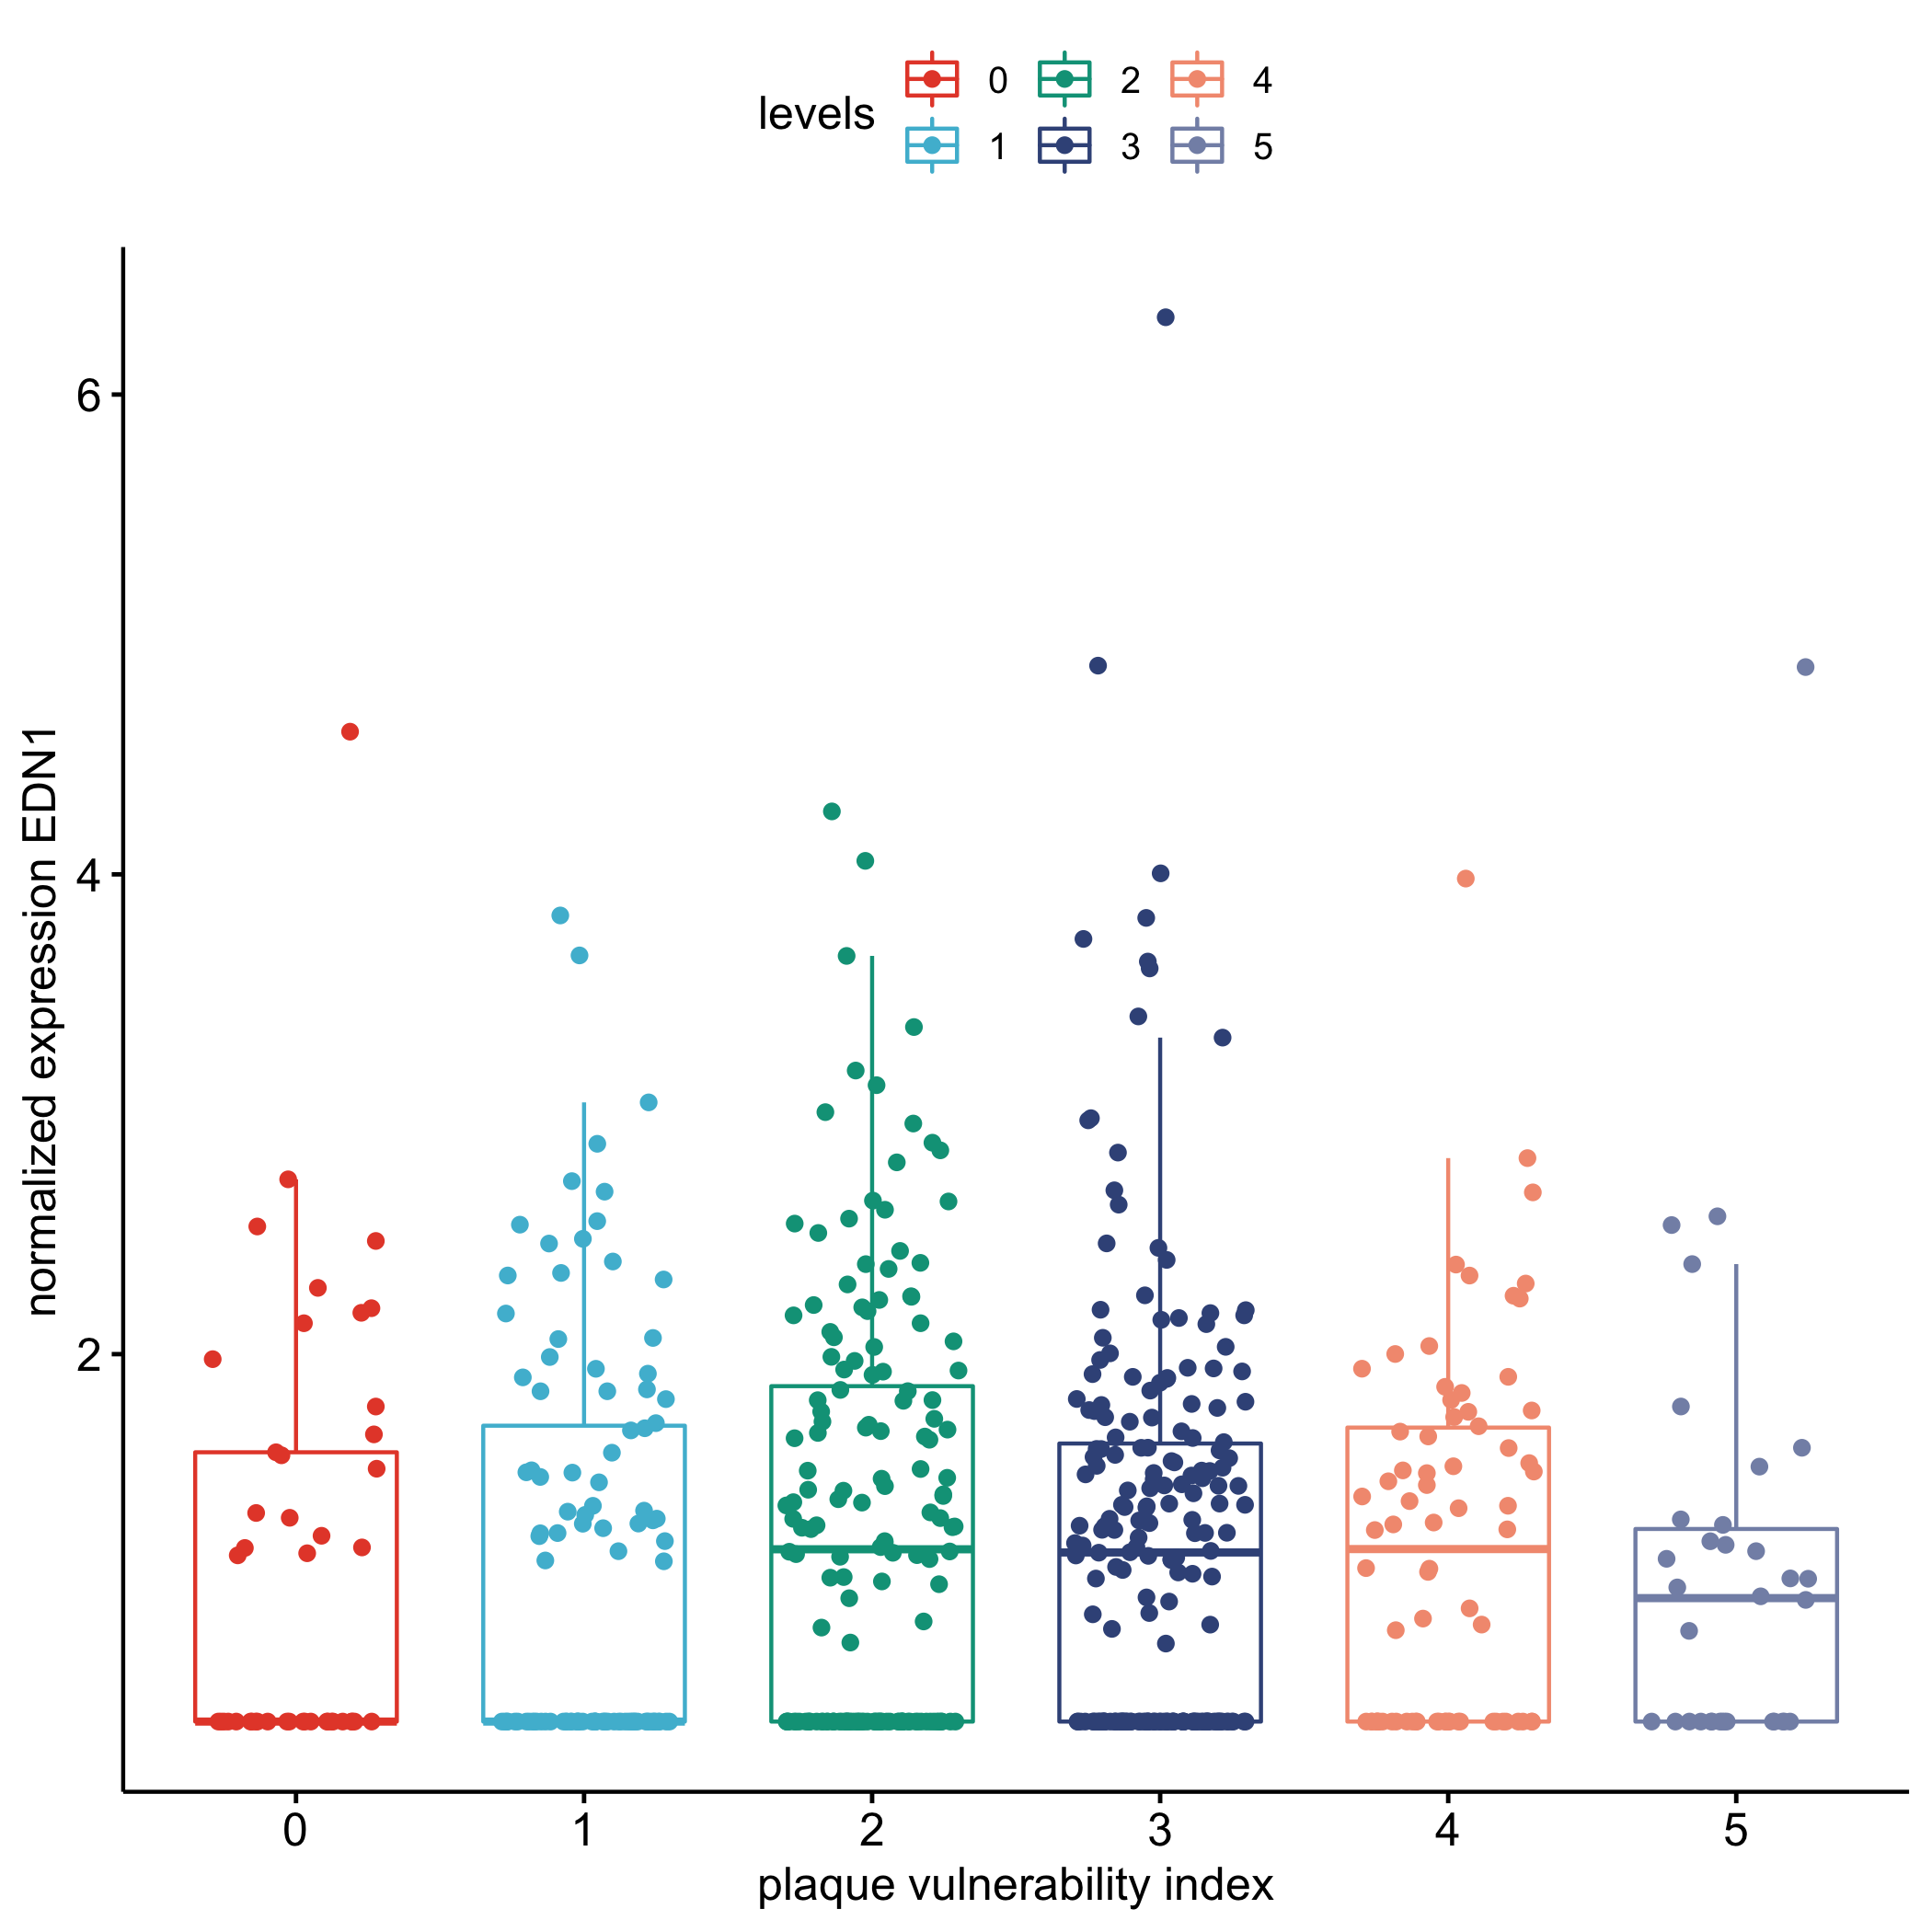 levels
0 2 4
1 3 5
normalized expression EDN1
6
4
2
0 1 2 3 4 5
plaque vulnerability index